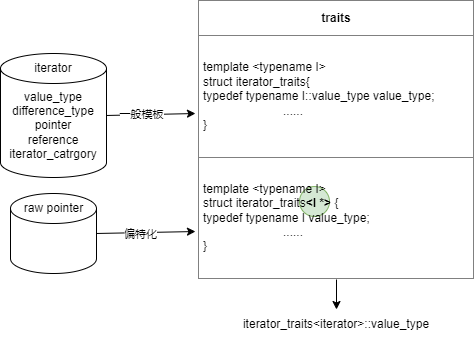 traits
iterator
value_type
difference_type
pointer
reference
iterator_catrgory
一般模板
template <typename I>
struct iterator_traits{
typedef typename I::value_type value_type;
......
}
raw pointer
偏特化
template <typename I>
struct iterator_traits<I *> {
typedef typename I value_type;
......
}
iterator_traits<iterator>::value_type